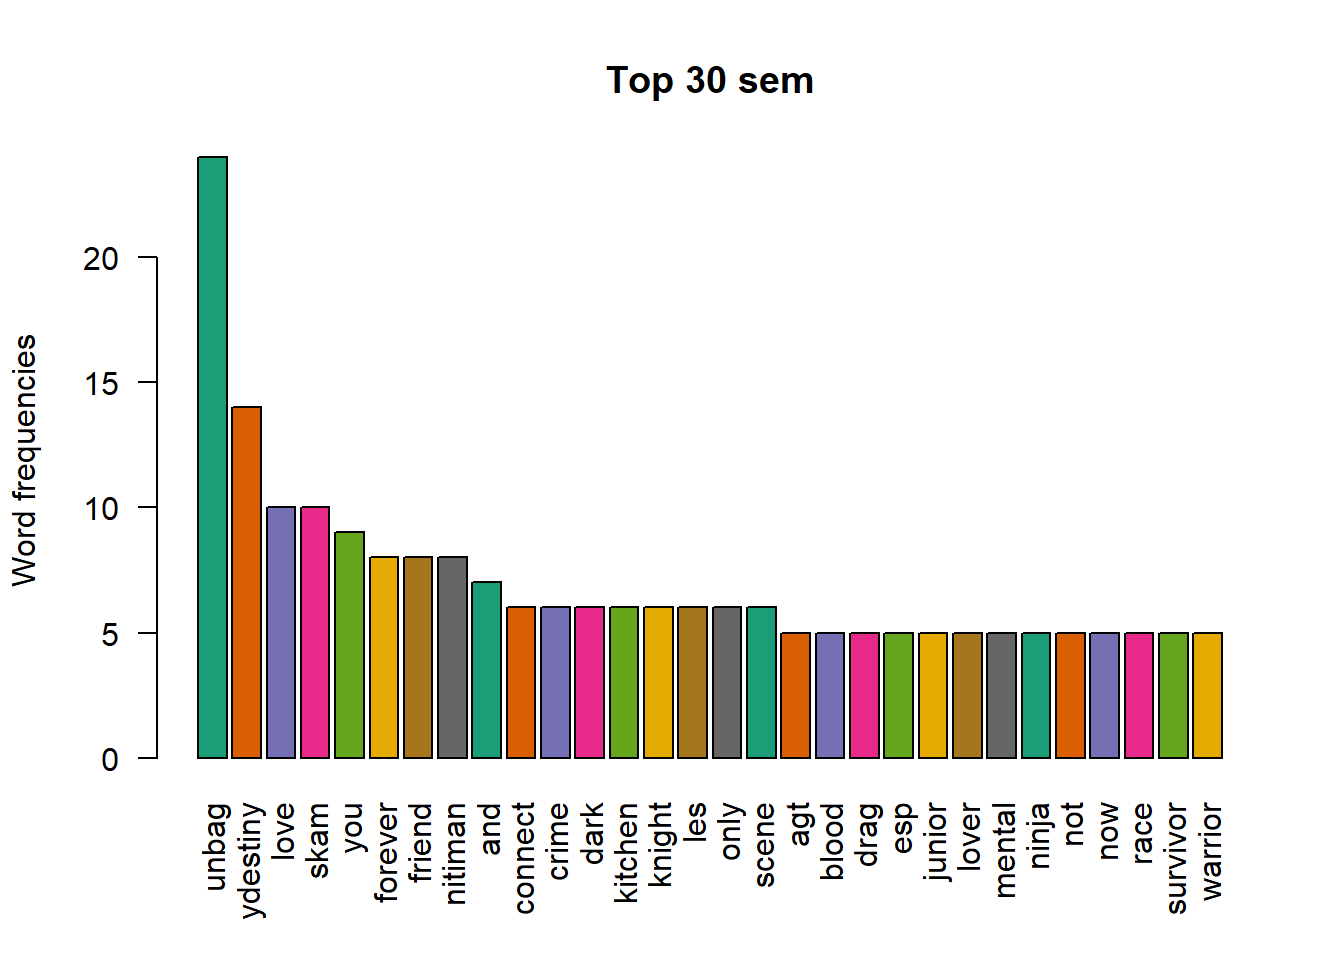 Top 30 sem
Word frequencies
20
15
10
5
0
unbag
ydestiny
love
skam
you
forever
friend
nitiman
and
connect
crime
dark
kitchen
knight
les
only
scene
agt
blood
drag
esp
junior
lover
mental
ninja
not
now
race
survivor
warrior